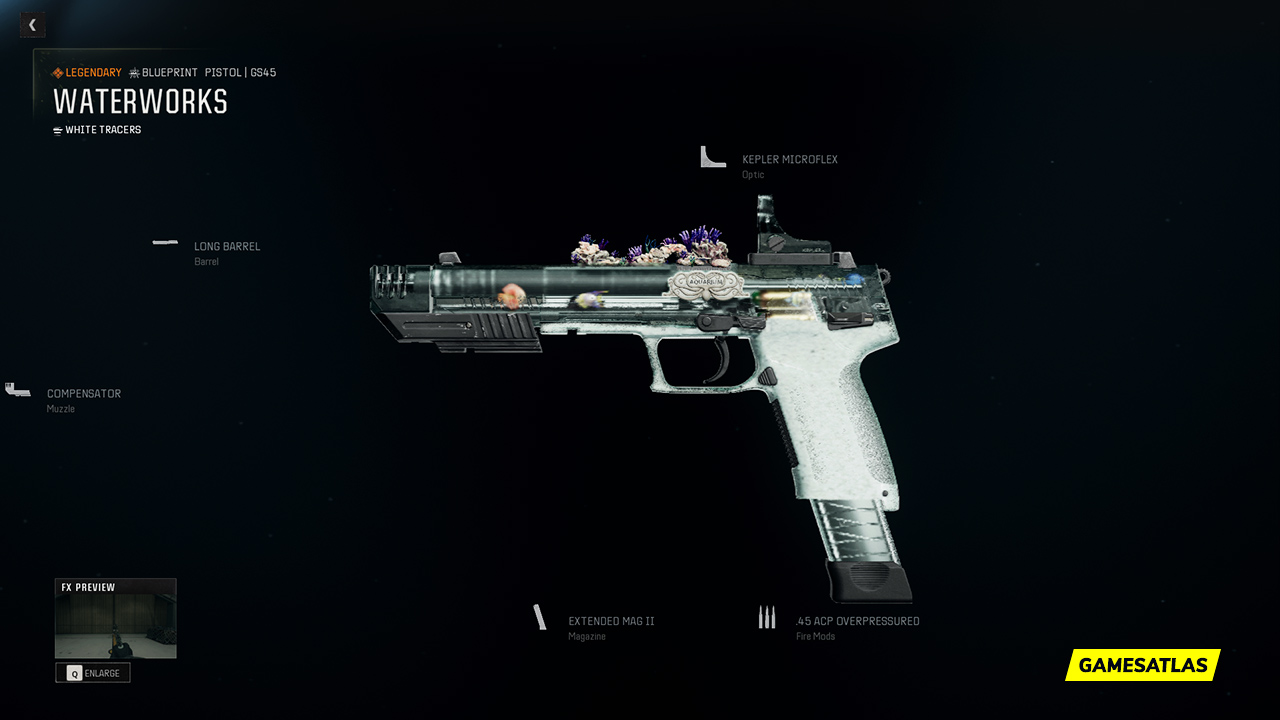 LEGENDARY BLUEPRINT PISTOL | GS45
WATERWORKS
WHITE TRACERS
KEPLER MICROFLEX
Optic
LONG BARREL
Barrel
AQUARIUM
COMPENSATOR
Muzzle
FX PREVIEW
EXTENDED MAG II
Magazine
.45 ACP OVERPRESSURED
Fire Mods
Q ENLARGE
GAMESATLAS